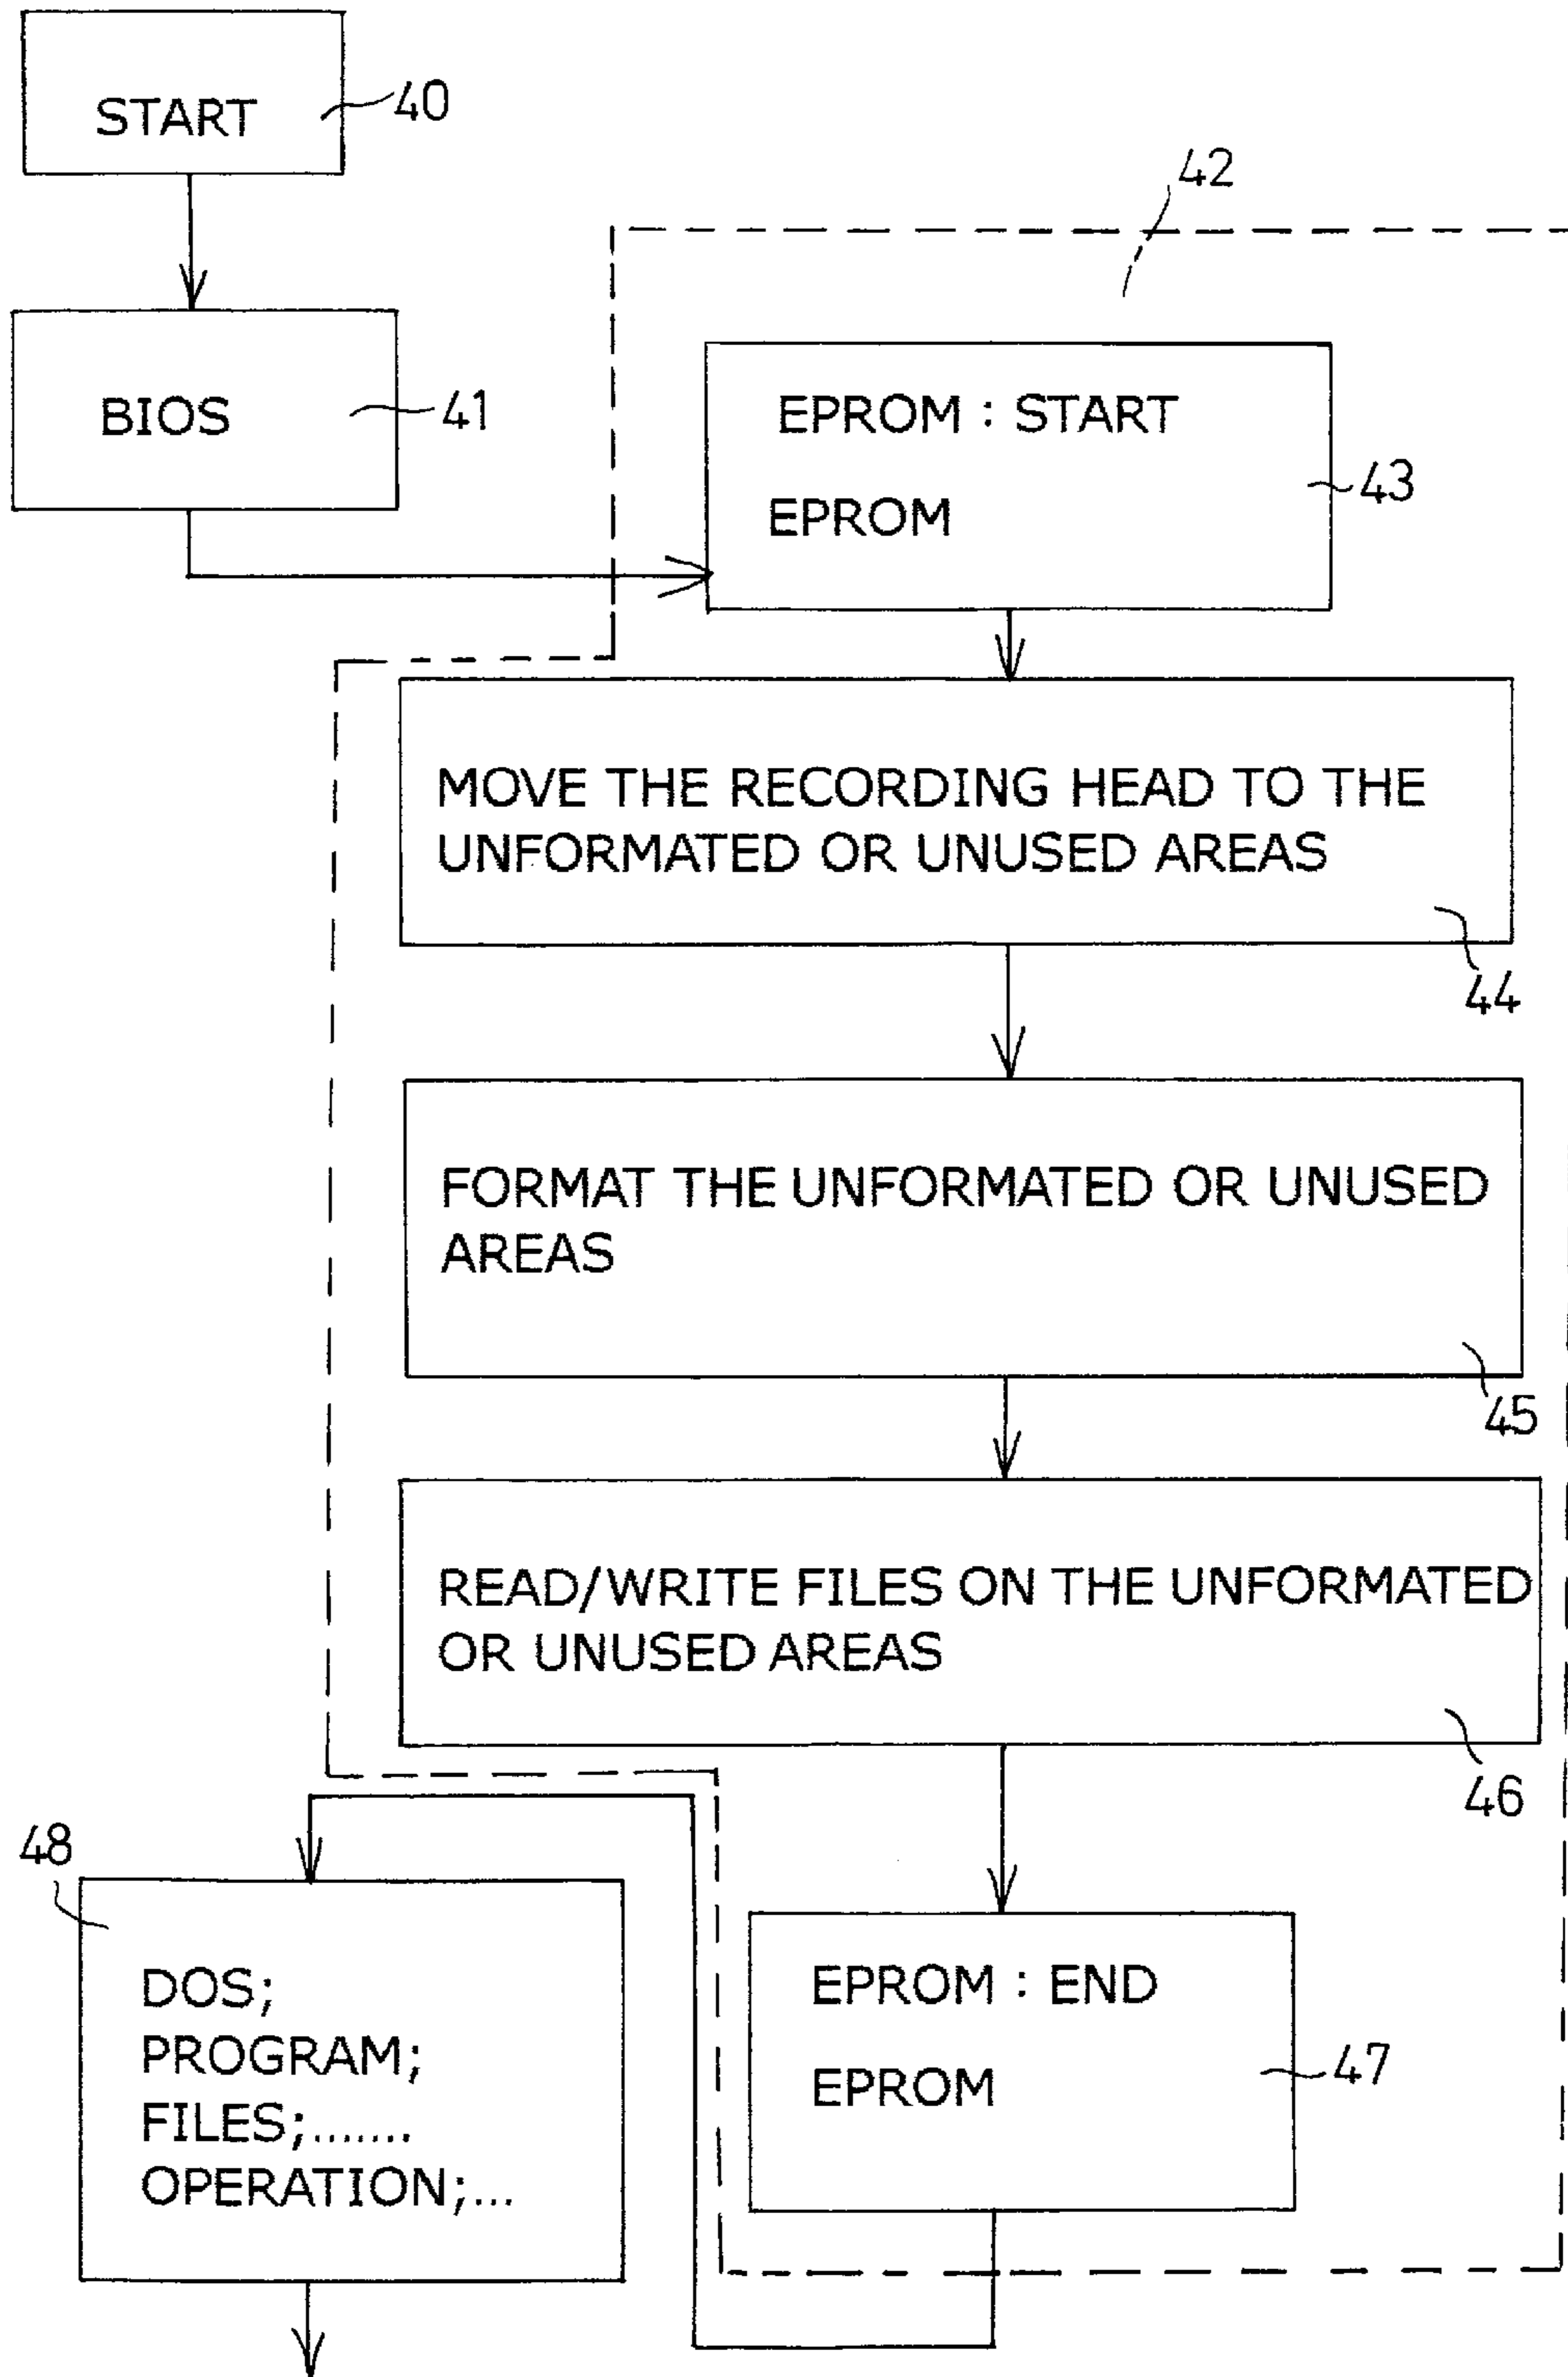 START
40
BIOS
41
42
EPROM : START
EPROM
43
MOVE THE RECORDING HEAD TO THE
UNFORMATED OR UNUSED AREAS
44
FORMAT THE UNFORMATED OR UNUSED
AREAS
45
READ/WRITE FILES ON THE UNFORMATED
OR UNUSED AREAS
46
EPROM : END
EPROM
47
48
DOS;
PROGRAM;
FILES;.......
OPERATION;...